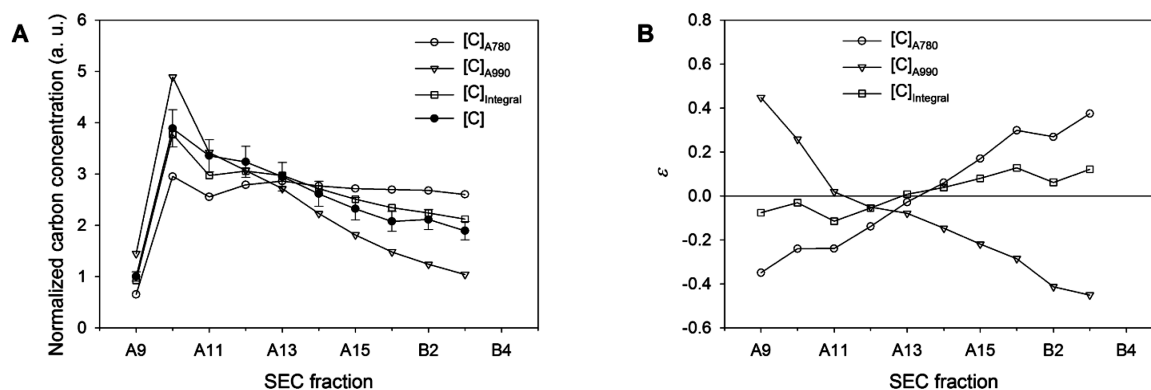 A
Normalized carbon concentration (a. u.)
6
5
4
3
2
1
0
[C]A780
[C]A990
[C]Integral
[C]
A9 A11 A13 A15 B2 B4
SEC fraction
B
ε
0.8
0.6
0.4
0.2
0.0
-0.2
-0.4
-0.6
[C]A780
[C]A990
[C]Integral
A9 A11 A13 A15 B2 B4
SEC fraction